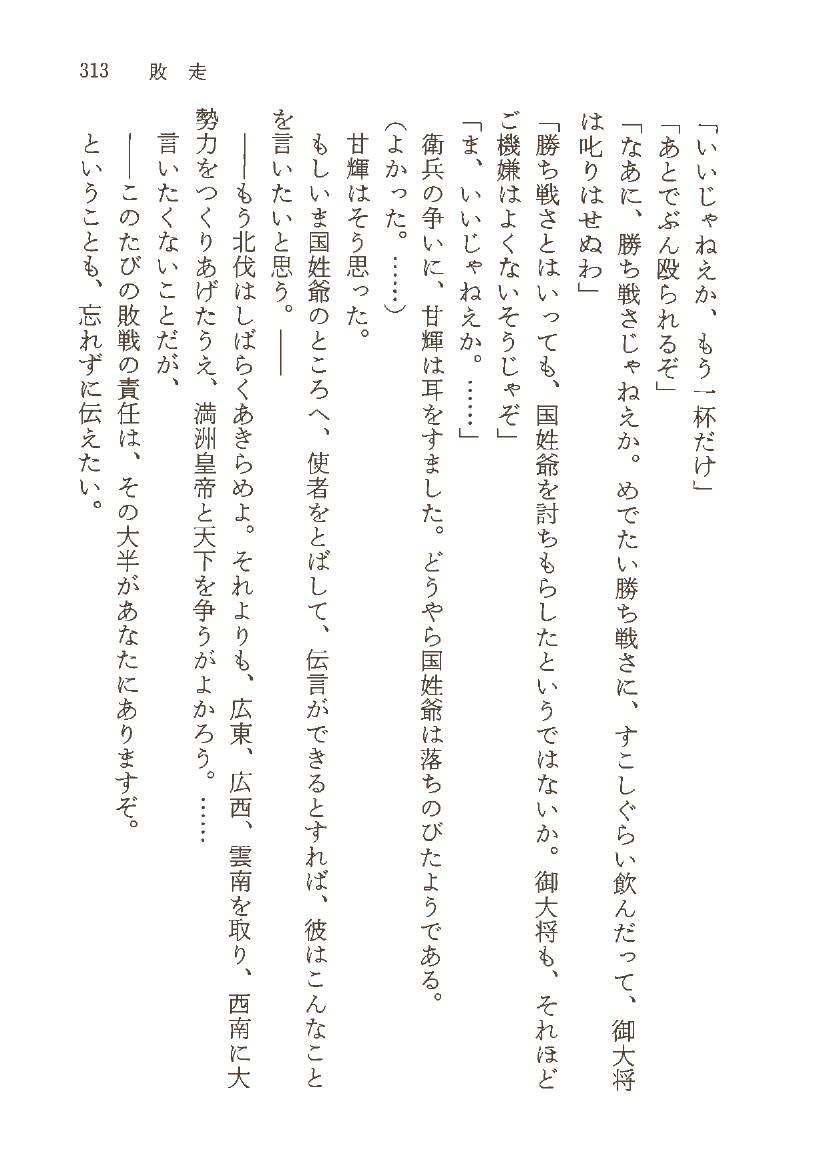 313 敗走
「いいじゃねえか、もう一杯だけ」
「あとでぶん殴られるぞ」
「なあに、勝ち戦さじゃねえか。めでたい勝ち戦さに、すこしぐらい飲んだって、御大将
は叱りはせぬわ」
「勝ち戦さとはいっても、国姓爺を討ちもらしたというではないか。御大将も、それほど
ご機嫌はよくないそうじゃぞ」
「ま、いいじゃねえか。……」
衛兵の争いに、甘輝は耳をすました。どうやら国姓爺は落ちのびたようである。
（よかった。……）
甘輝はそう思った。
もしいま国姓爺のところへ、使者をとばして、伝言ができるとすれば、彼はこんなこと
を言いたいと思う。――
――もう北伐はしばらくあきらめよ。それよりも、広東、広西、雲南を取り、西南に大
勢力をつくりあげたうえ、満洲皇帝と天下を争うがよかろう。……
言いたくないことだが、
――このたびの敗戦の責任は、その大半があなたにありますぞ。
ということも、忘れずに伝えたい。